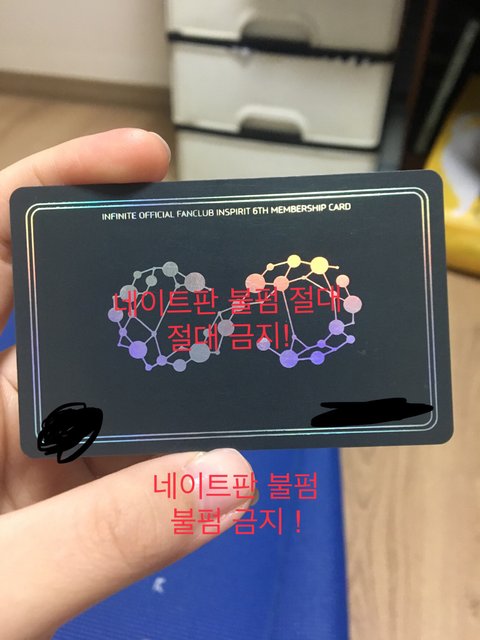 INFINITE OFFICIAL FANCLUB INSPIRIT 6TH MEMBERSHIP CARD
네이트판 불펌 절대
절대 금지!
네이트판 불펌
불펌 금지 !